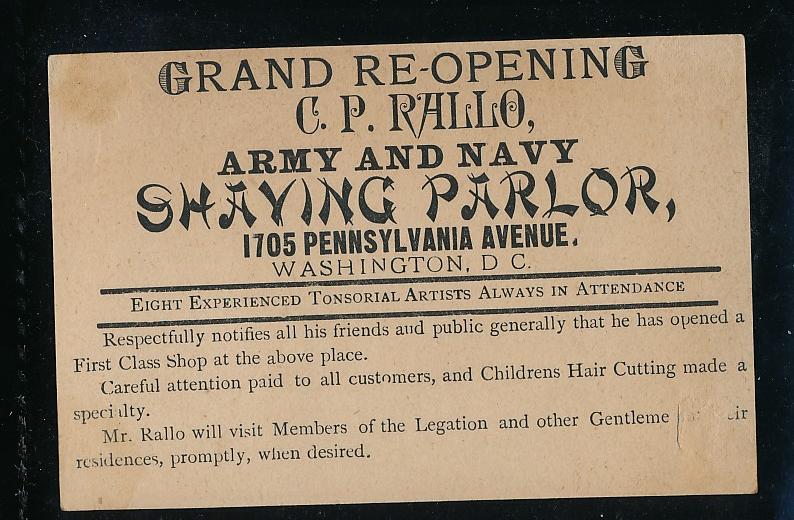 GRAND RE-OPENING
C. P. RALLO,
ARMY AND NAVY
SHAVING PARLOR,
1705 PENNSYLVANIA AVENUE.
WASHINGTON, D C.
EIGHT EXPERIENCED TONSORIAL ARTISTS ALWAYS IN ATTENDANCE
Respectfully notifies all his friends and public generally that he has opened a
First Class Shop at the above place.
Careful attention paid to all customers, and Childrens Hair Cutting made a
specialty.
Mr. Rallo will visit Members of the Legation and other Gentleme
residences, promptly, when desired.